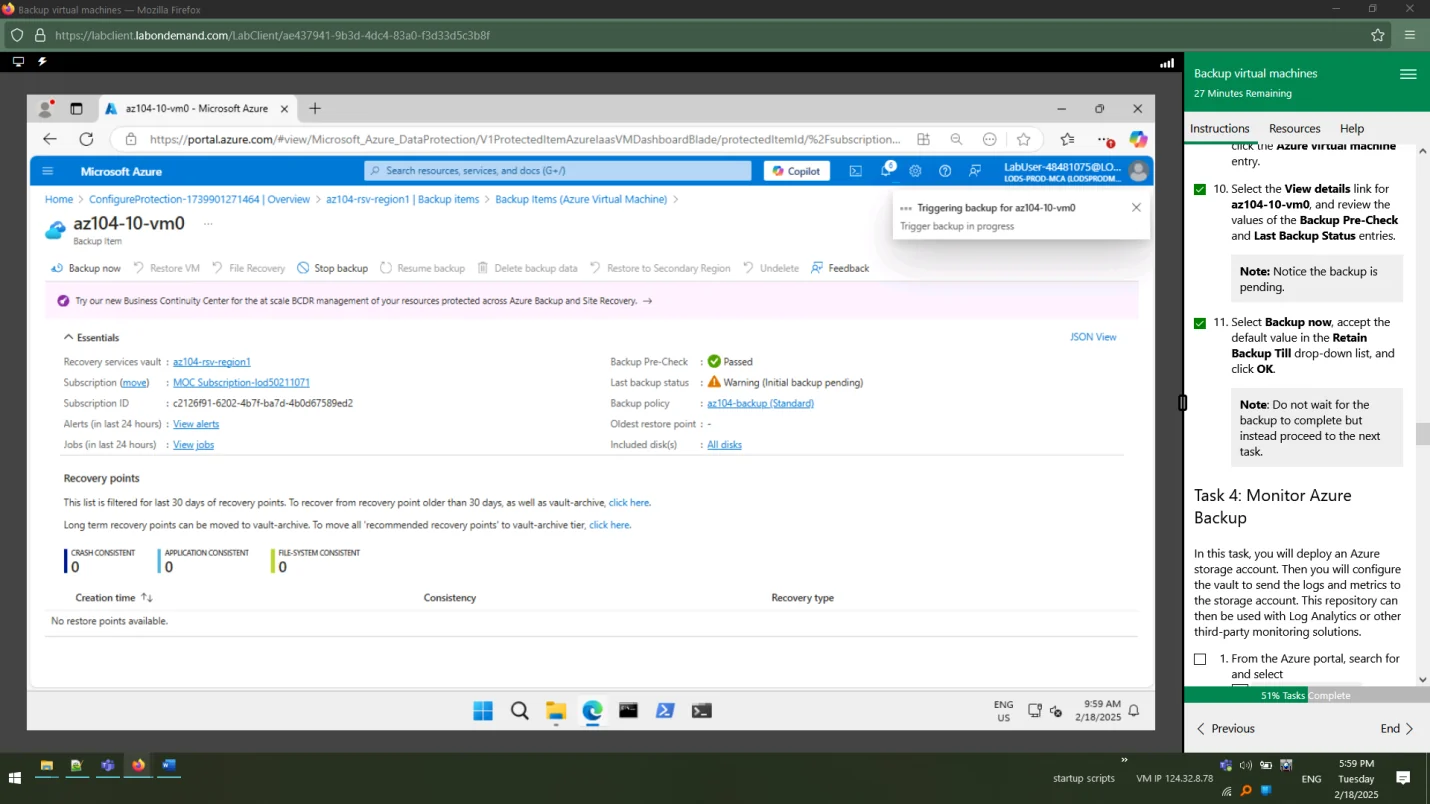 Backup virtual machines — Mozilla Firefox
https://labclient.labondemand.com/LabClient/ae437941-9b3d-4dc4-83a0-f3d33d5c3b8f
az104-10-vm0 - Microsoft Azure
https://portal.azure.com/#view/Microsoft_Azure_DataProtection/V1ProtectedItemAzureIaasVMDashboardBlade/protectedItemId/%2Fsubscription...
Microsoft Azure
Search resources, services, and docs (G+/)
Copilot
6
LabUser-48481075@LO...
LODS-PROD-MCA (LODSPRODM...
Home > ConfigureProtection-1739901271464 | Overview > az104-rsv-region1 | Backup items > Backup Items (Azure Virtual Machine) >
az104-10-vm0 ...
Backup Item
Triggering backup for az104-10-vm0
Trigger backup in progress
Backup now Restore VM File Recovery Stop backup Resume backup Delete backup data Restore to Secondary Region Undelete Feedback
Try our new Business Continuity Center for the at scale BCDR management of your resources protected across Azure Backup and Site Recovery. →
Essentials
JSON View
Recovery services vault : az104-rsv-region1
Subscription (move) : MOC Subscription-lod50211071
Subscription ID : c2126f91-6202-4b7f-ba7d-4b0d67589ed2
Alerts (in last 24 hours) : View alerts
Jobs (in last 24 hours) : View jobs
Backup Pre-Check : Passed
Last backup status : Warning (Initial backup pending)
Backup policy : az104-backup (Standard)
Oldest restore point : -
Included disk(s) : All disks
Recovery points
This list is filtered for last 30 days of recovery points. To recover from recovery point older than 30 days, as well as vault-archive, click here.
Long term recovery points can be moved to vault-archive. To move all 'recommended recovery points' to vault-archive tier, click here.
CRASH CONSISTENT
0
APPLICATION CONSISTENT
0
FILE-SYSTEM CONSISTENT
0
Creation time ↑↓ Consistency Recovery type
No restore points available.
ENG
US
9:59 AM
2/18/2025
Backup virtual machines
27 Minutes Remaining
Instructions Resources Help
click the Azure virtual machine
entry.
10. Select the View details link for
az104-10-vm0, and review the
values of the Backup Pre-Check
and Last Backup Status entries.
Note: Notice the backup is
pending.
11. Select Backup now, accept the
default value in the Retain
Backup Till drop-down list, and
click OK.
Note: Do not wait for the
backup to complete but
instead proceed to the next
task.
Task 4: Monitor Azure
Backup
In this task, you will deploy an Azure
storage account. Then you will configure
the vault to send the logs and metrics to
the storage account. This repository can
then be used with Log Analytics or other
third-party monitoring solutions.
1. From the Azure portal, search for
and select
51% Tasks Complete
< Previous
End >
startup scripts
VM IP 124.32.8.78
ENG
5:59 PM
Tuesday
2/18/2025